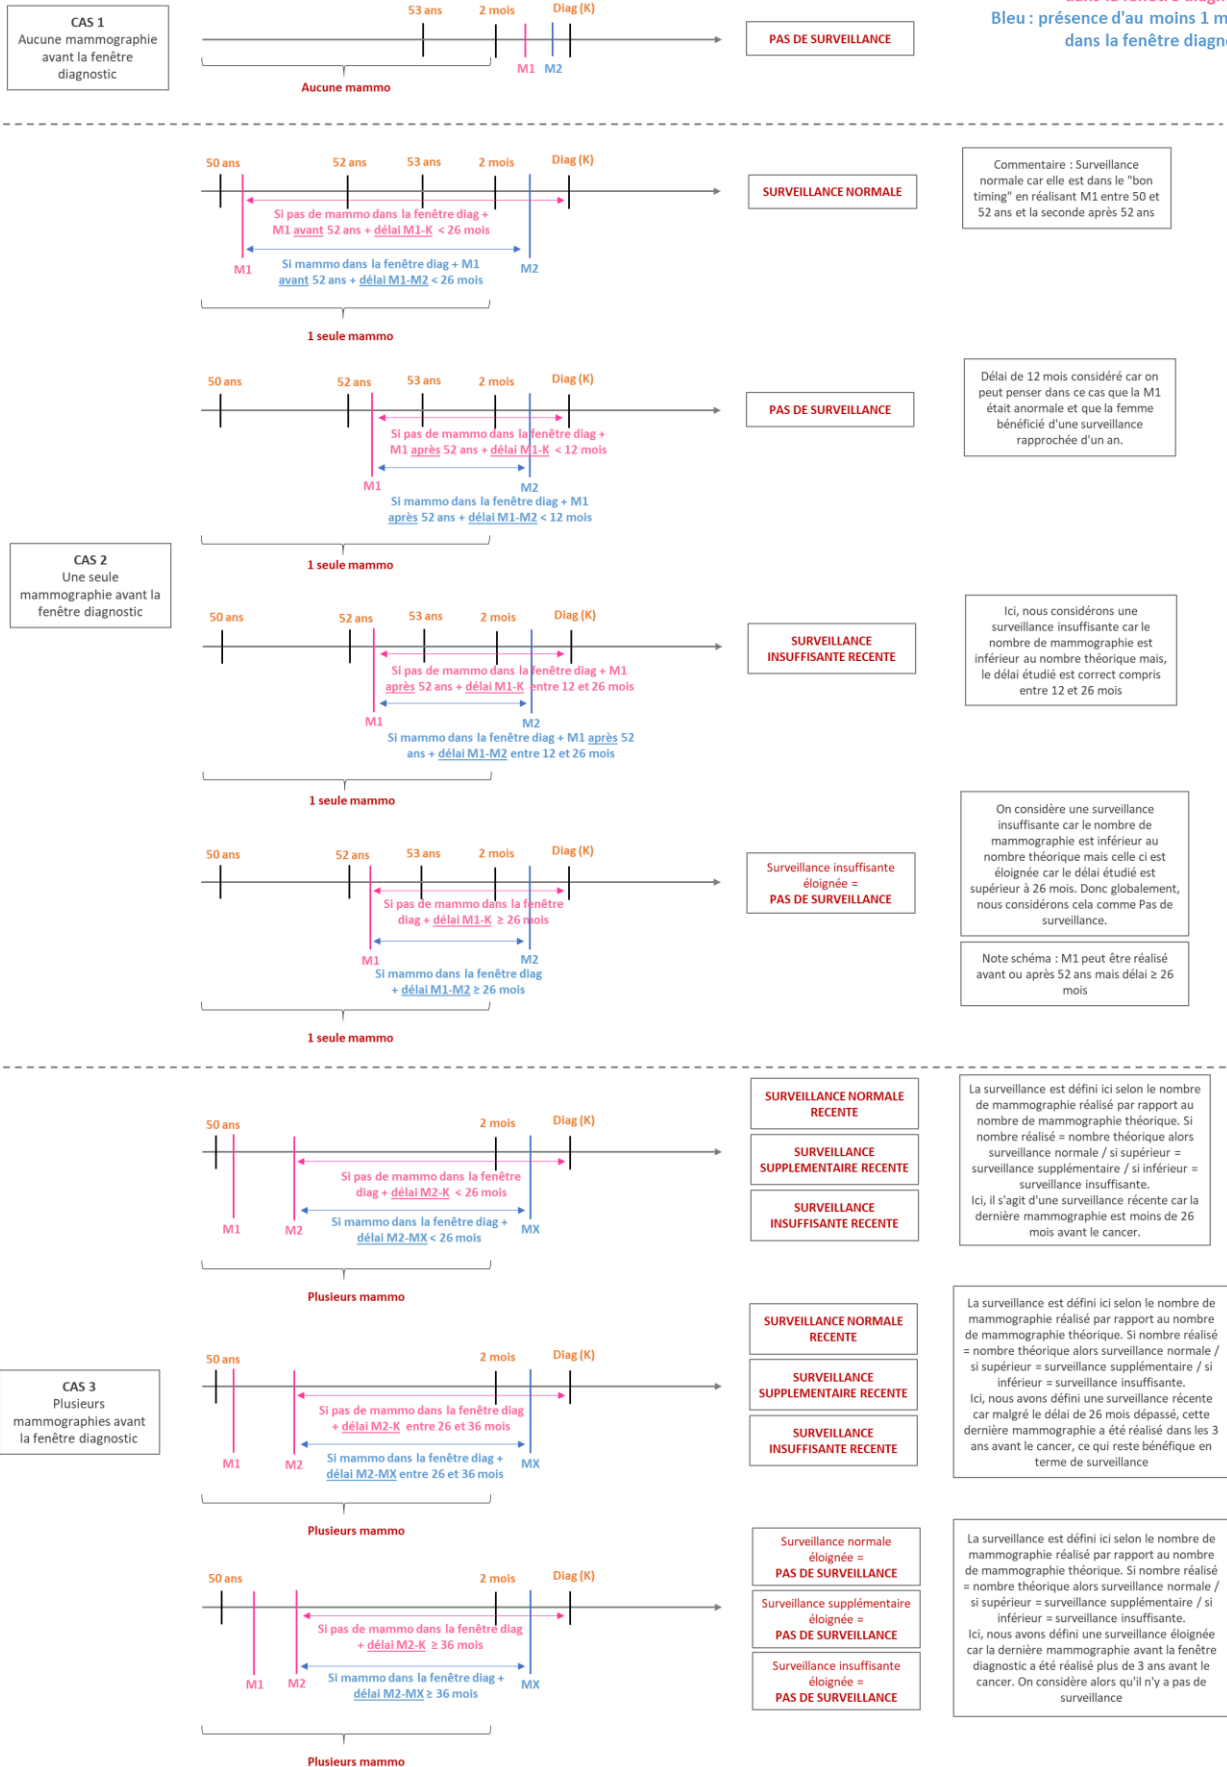 dans la fenêtre
Bleu : présence d'au moins 1
dans la fenêtre
CAS 1
Aucune mammographie
avant la fenêtre
diagnostic
53 ans
2 mois
Diag (K)
M1
M2
Aucune mammo
PAS DE SURVEILLANCE
CAS 2
Une seule
mammographie avant la
fenêtre diagnostic
50 ans
52 ans
53 ans
2 mois
Diag (K)
Si pas de mammo dans la fenêtre diag +
M1 avant 52 ans + délai M1-K < 26 mois
M1
Si mammo dans la fenêtre diag + M1
avant 52 ans + délai M1-M2 < 26 mois
M2
1 seule mammo
SURVEILLANCE NORMALE
Commentaire : Surveillance
normale car elle est dans le "bon
timing" en réalisant M1 entre 50 et
52 ans et la seconde après 52 ans
50 ans
52 ans
53 ans
2 mois
Diag (K)
Si pas de mammo dans la fenêtre diag +
M1 après 52 ans + délai M1-K < 12 mois
M1
M2
Si mammo dans la fenêtre diag + M1
après 52 ans + délai M1-M2 < 12 mois
1 seule mammo
PAS DE SURVEILLANCE
Délai de 12 mois considéré car on
peut penser dans ce cas que la M1
était anormale et que la femme
bénéficié d'une surveillance
rapprochée d'un an.
50 ans
52 ans
53 ans
2 mois
Diag (K)
Si pas de mammo dans la fenêtre diag + M1
après 52 ans + délai M1-K entre 12 et 26 mois
M1
M2
Si mammo dans la fenêtre diag + M1 après 52
ans + délai M1-M2 entre 12 et 26 mois
1 seule mammo
SURVEILLANCE
INSUFFISANTE RECENTE
Ici, nous considérons une
surveillance insuffisante car le
nombre de mammographie est
inférieur au nombre théorique mais,
le délai étudié est correct compris
entre 12 et 26 mois
50 ans
52 ans
53 ans
2 mois
Diag (K)
Si pas de mammo dans la fenêtre
diag + délai M1-K ≥ 26 mois
M1
M2
Si mammo dans la fenêtre diag
+ délai M1-M2 ≥ 26 mois
1 seule mammo
Surveillance insuffisante
éloignée =
PAS DE SURVEILLANCE
On considère une surveillance
insuffisante car le nombre de
mammographie est inférieur au
nombre théorique mais celle ci est
éloignée car le délai étudié est
supérieur à 26 mois. Donc globalement,
nous considérons cela comme Pas de
surveillance.
Note schéma : M1 peut être réalisé
avant ou après 52 ans mais délai ≥ 26
mois
CAS 3
Plusieurs
mammographies avant
la fenêtre diagnostic
50 ans
2 mois
Diag (K)
Si pas de mammo dans la fenêtre
diag + délai M2-K < 26 mois
M1
M2
Si mammo dans la fenêtre diag +
délai M2-MX < 26 mois
MX
Plusieurs mammo
SURVEILLANCE NORMALE
RECENTE
SURVEILLANCE
SUPPLEMENTAIRE RECENTE
SURVEILLANCE
INSUFFISANTE RECENTE
La surveillance est défini ici selon le nombre
de mammographie réalisé par rapport au
nombre de mammographie théorique. Si
nombre réalisé = nombre théorique alors
surveillance normale / si supérieur =
surveillance supplémentaire / si inférieur =
surveillance insuffisante.
Ici, il s'agit d'une surveillance récente car la
dernière mammographie est moins de 26
mois avant le cancer.
50 ans
2 mois
Diag (K)
Si pas de mammo dans la fenêtre diag
+ délai M2-K entre 26 et 36 mois
M1
M2
Si mammo dans la fenêtre diag +
délai M2-MX entre 26 et 36 mois
MX
Plusieurs mammo
SURVEILLANCE NORMALE
RECENTE
SURVEILLANCE
SUPPLEMENTAIRE RECENTE
SURVEILLANCE
INSUFFISANTE RECENTE
La surveillance est défini ici selon le nombre de
mammographie réalisé par rapport au nombre
de mammographie théorique. Si nombre réalisé
= nombre théorique alors surveillance normale /
si supérieur = surveillance supplémentaire / si
inférieur = surveillance insuffisante.
Ici, nous avons défini une surveillance récente
car malgré le délai de 26 mois dépassé, cette
dernière mammographie a été réalisé dans les 3
ans avant le cancer, ce qui reste bénéfique en
terme de surveillance
50 ans
2 mois
Diag (K)
Si pas de mammo dans la fenêtre diag
+ délai M2-K ≥ 36 mois
M1
M2
Si mammo dans la fenêtre diag +
délai M2-MX ≥ 36 mois
MX
Plusieurs mammo
Surveillance normale
éloignée =
PAS DE SURVEILLANCE
Surveillance supplémentaire
éloignée =
PAS DE SURVEILLANCE
Surveillance insuffisante
éloignée =
PAS DE SURVEILLANCE
La surveillance est défini ici selon le nombre de
mammographie réalisé par rapport au nombre
de mammographie théorique. Si nombre réalisé
= nombre théorique alors surveillance normale /
si supérieur = surveillance supplémentaire / si
inférieur = surveillance insuffisante.
Ici, nous avons défini une surveillance éloignée
car la dernière mammographie avant la fenêtre
diagnostic a été réalisé plus de 3 ans avant le
cancer. On considère alors qu'il n'y a pas de
surveillance